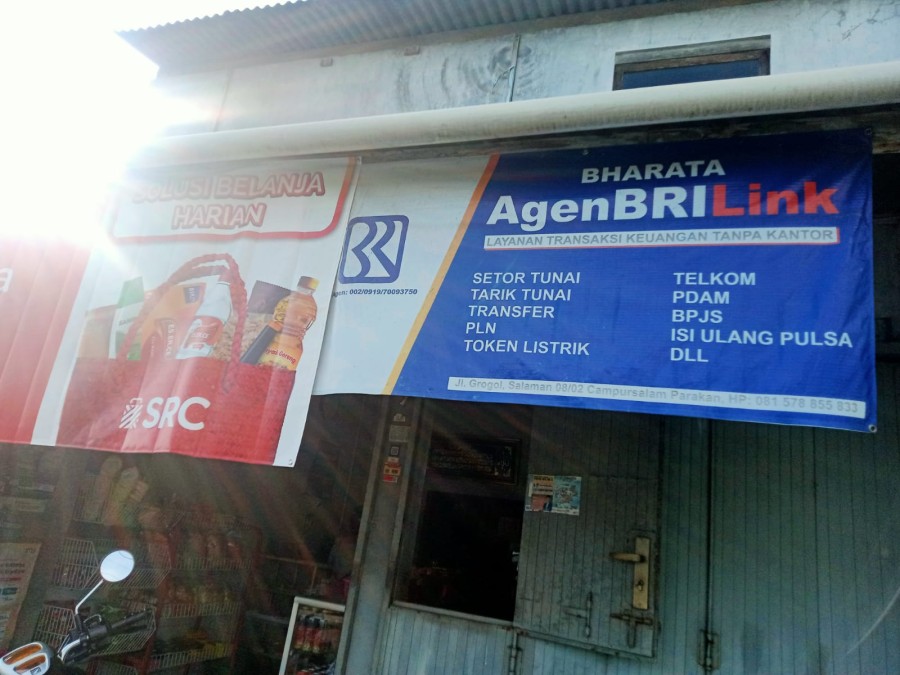 SOLUSI BELANJA
HARIAN
SRC
BHARATA
AgenBRILink
LAYANAN TRANSAKSI KEUANGAN TANPA KANTOR
SETOR TUNAI
TARIK TUNAI
TRANSFER
PLN
TOKEN LISTRIK
TELKOM
PDAM
BPJS
ISI ULANG PULSA
DLL
Jl. Grogol, Salaman 08/02 Campursalam Parakan, HP: 081 578 855 933
002/0919/70093750